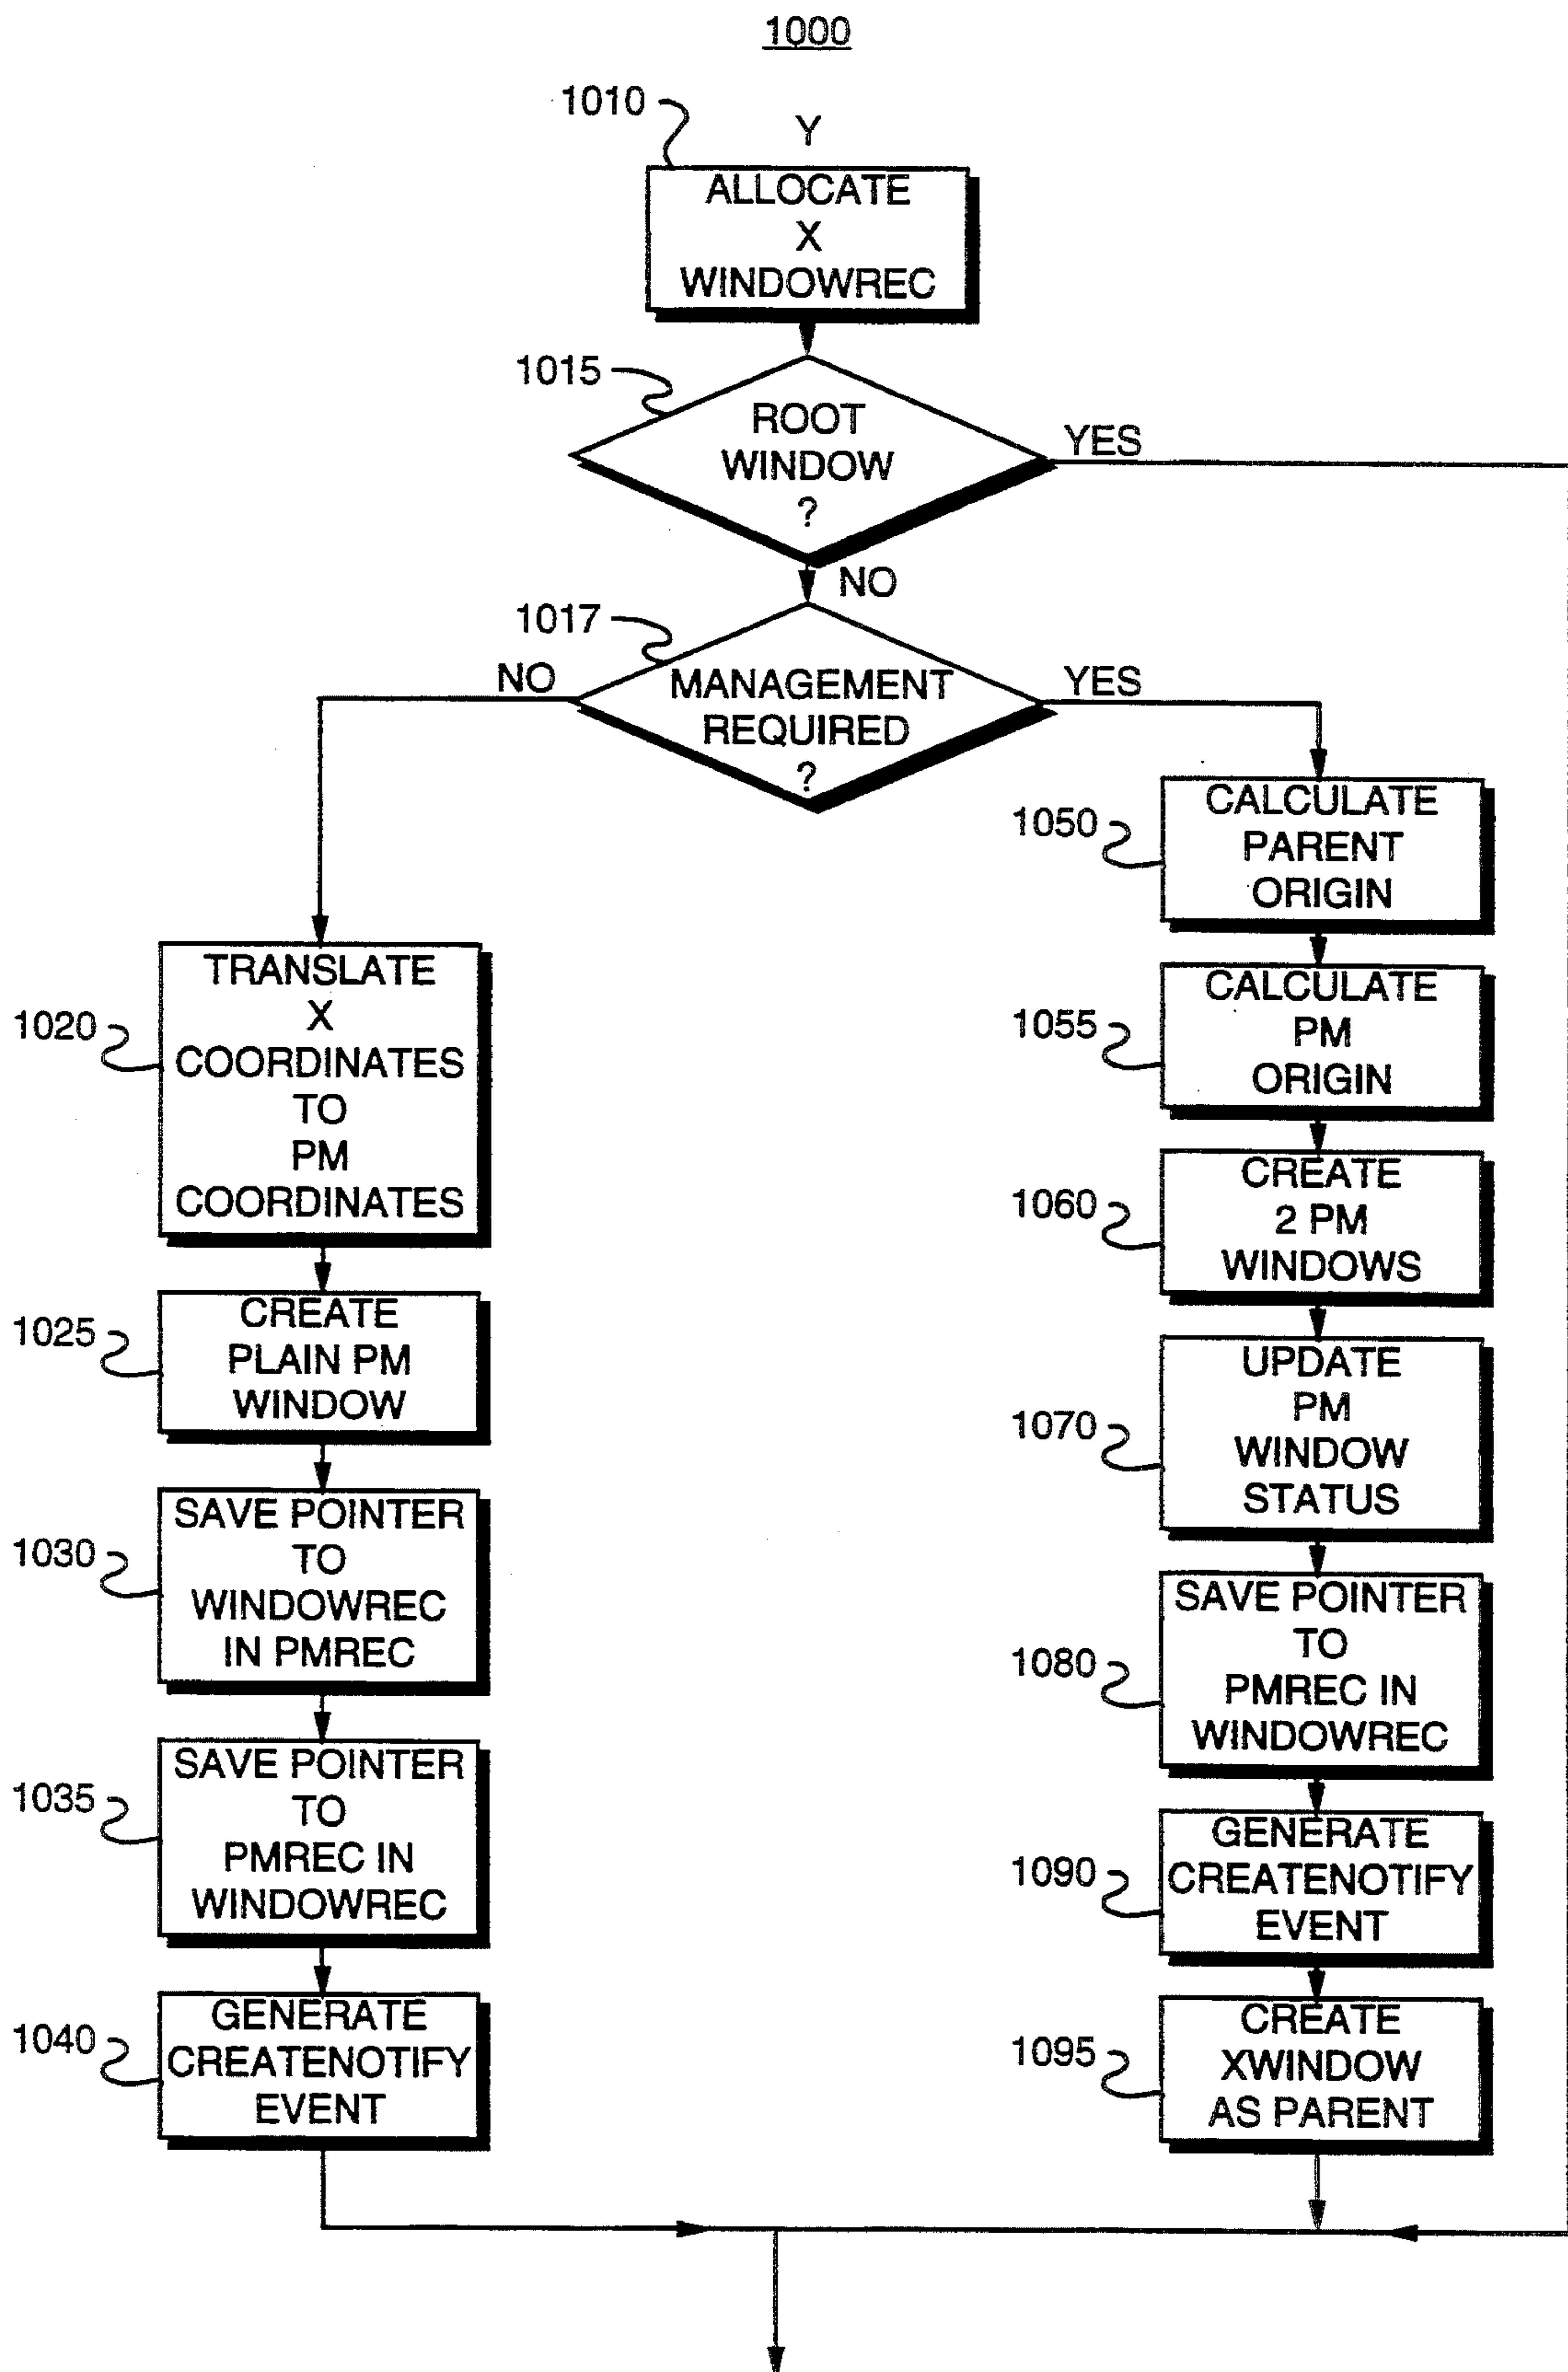 1000
1010
Y
ALLOCATE
X
WINDOWREC
1015
ROOT
WINDOW
?
YES
NO
1017
MANAGEMENT
REQUIRED
?
NO
YES
1020
TRANSLATE
X
COORDINATES
TO
PM
COORDINATES
1025
CREATE
PLAIN PM
WINDOW
1030
SAVE POINTER
TO
WINDOWREC
IN PMREC
1035
SAVE POINTER
TO
PMREC IN
WINDOWREC
1040
GENERATE
CREATENOTIFY
EVENT
1050
CALCULATE
PARENT
ORIGIN
1055
CALCULATE
PM
ORIGIN
1060
CREATE
2 PM
WINDOWS
1070
UPDATE
PM
WINDOW
STATUS
1080
SAVE POINTER
TO
PMREC IN
WINDOWREC
1090
GENERATE
CREATENOTIFY
EVENT
1095
CREATE
XWINDOW
AS PARENT